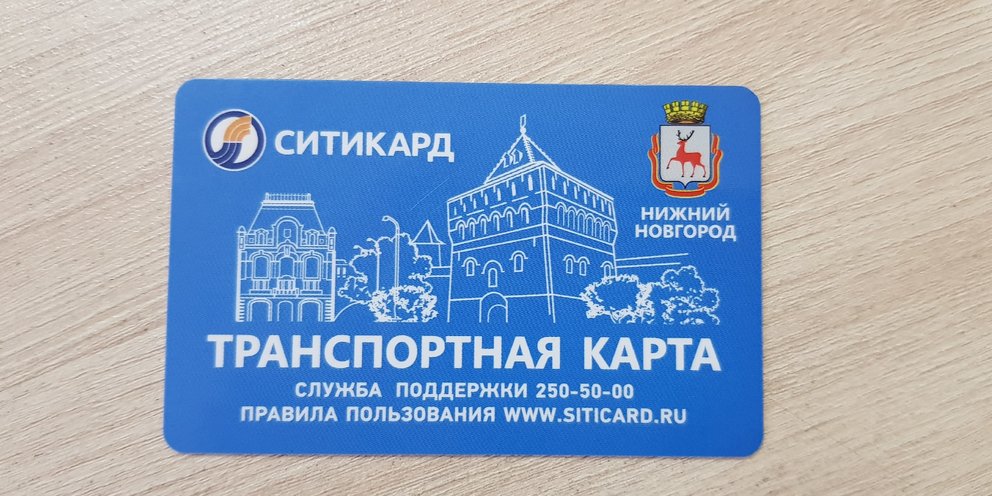 СИТИКАРД
НИЖНИЙ
НОВГОРОД
ТРАНСПОРТНАЯ КАРТА
СЛУЖБА ПОДДЕРЖКИ 250-50-00
ПРАВИЛА ПОЛЬЗОВАНИЯ WWW.SITICARD.RU